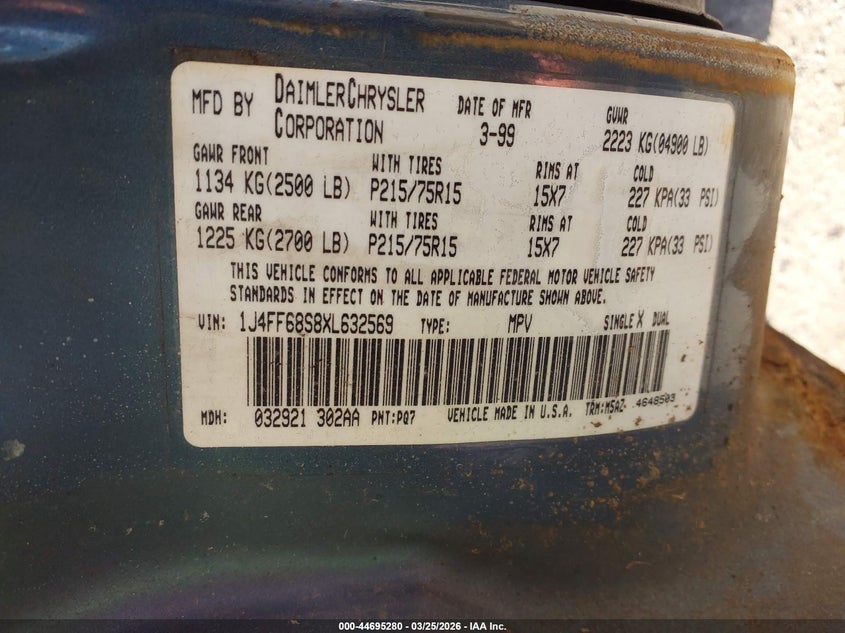 MFD BY DAIMLERCHRYSLER CORPORATION DATE OF MFR 3-99 GVWR 2223 KG(04900 LB)
GAWR FRONT WITH TIRES RIMS AT COLD
1134 KG(2500 LB) P215/75R15 15X7 227 KPA(33 PSI)
GAWR REAR WITH TIRES RIMS AT COLD
1225 KG(2700 LB) P215/75R15 15X7 227 KPA(33 PSI)
THIS VEHICLE CONFORMS TO ALL APPLICABLE FEDERAL MOTOR VEHICLE SAFETY
STANDARDS IN EFFECT ON THE DATE OF MANUFACTURE SHOWN ABOVE.
VIN: 1J4FF68S8XL632569 TYPE: MPV SINGLE X DUAL
MDH: 032921 302AA PNT:PQ7 VEHICLE MADE IN U.S.A. TRM:M5AZ- 4648503
000-44695280 - 03/25/2026 - IAA Inc.